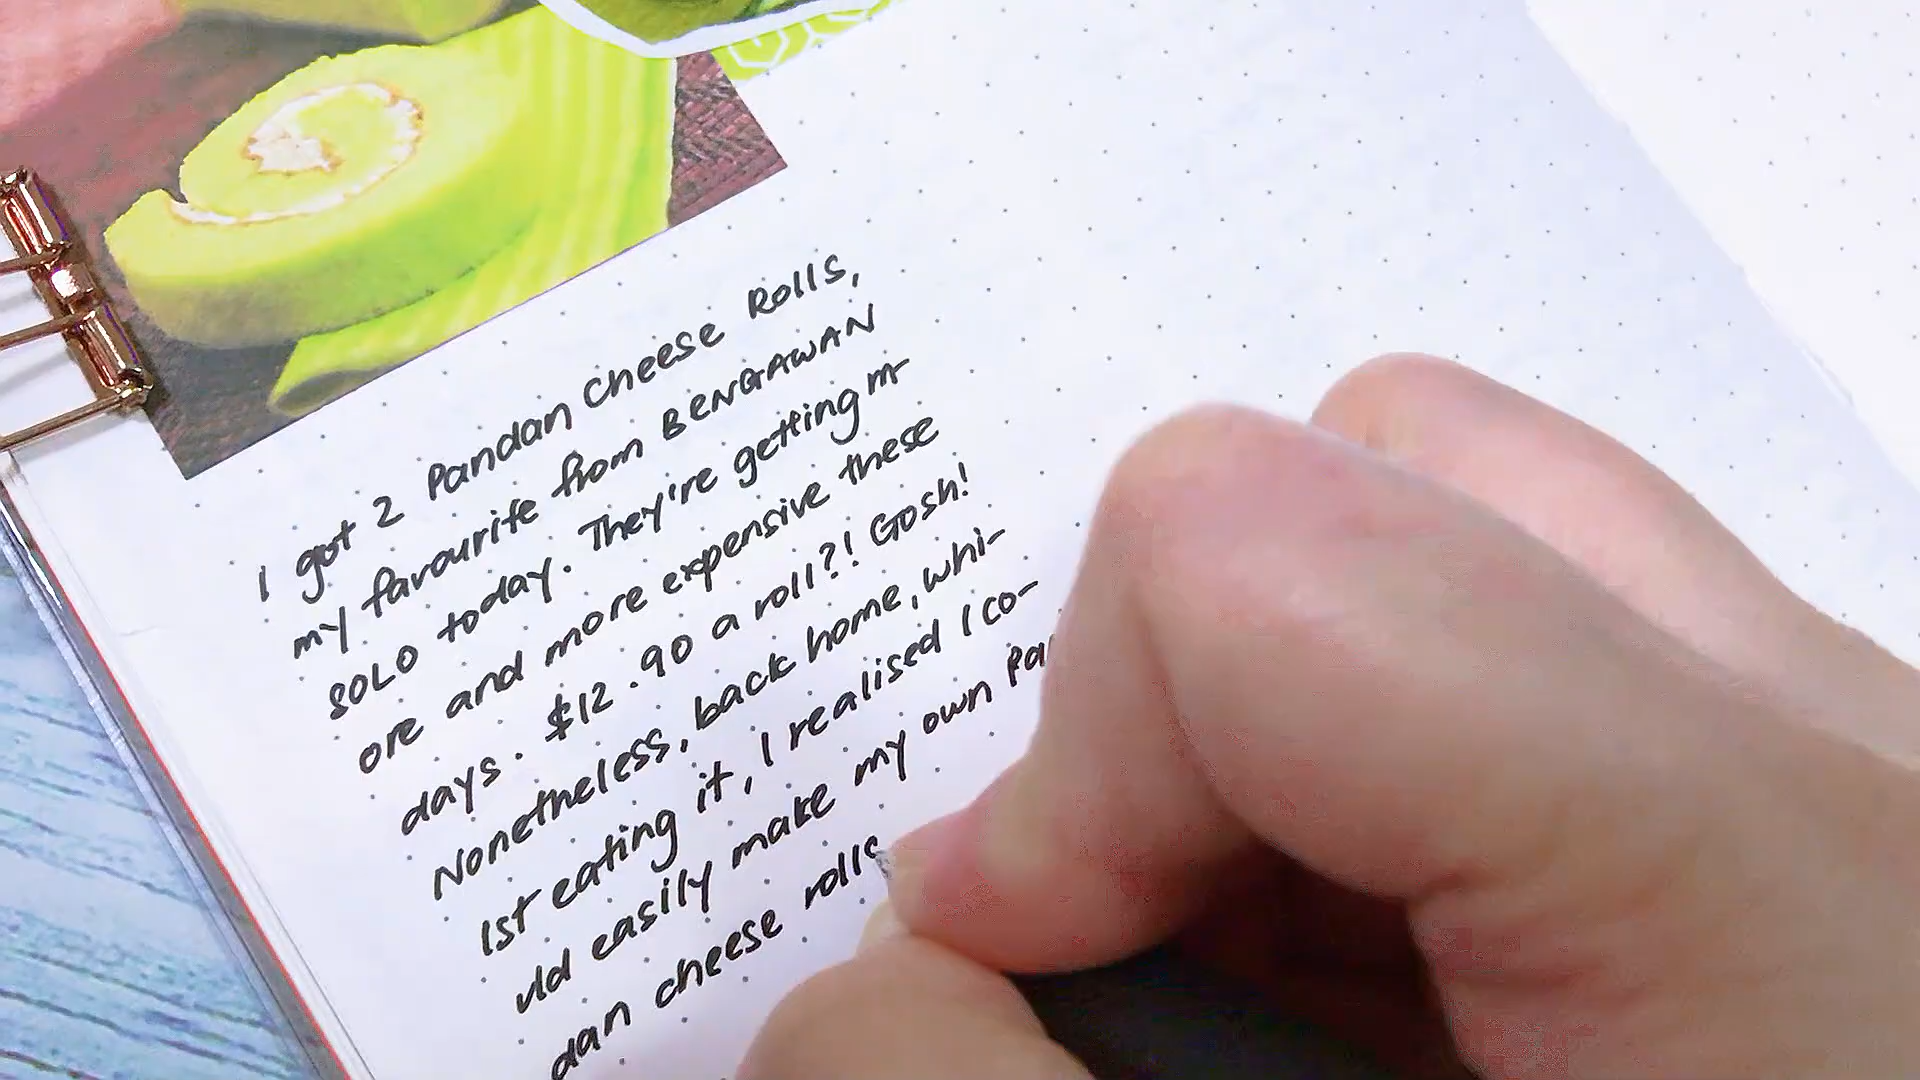 I got 2 Pandan Cheese Rolls,
my favourite from BENGAWAN
SOLO today. They're getting m-
ore and more expensive these
days. $12.90 a roll?! Gosh!
Nonetheless, back home, whi-
lst eating it, I realised I co-
uld easily make my own Pa
dan cheese rolls